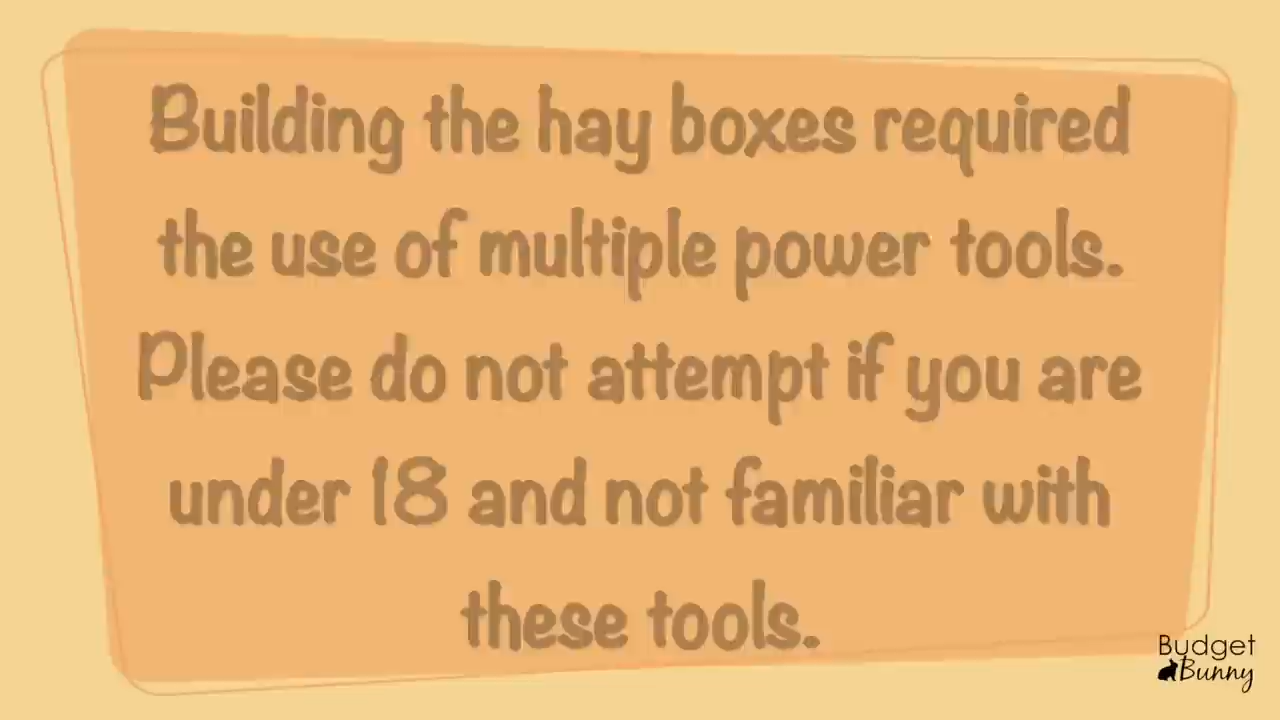 Building the hay boxes required
the use of multiple power tools.
Please do not attempt if you are
under 18 and not familiar with
these tools.
Budget
Bunny